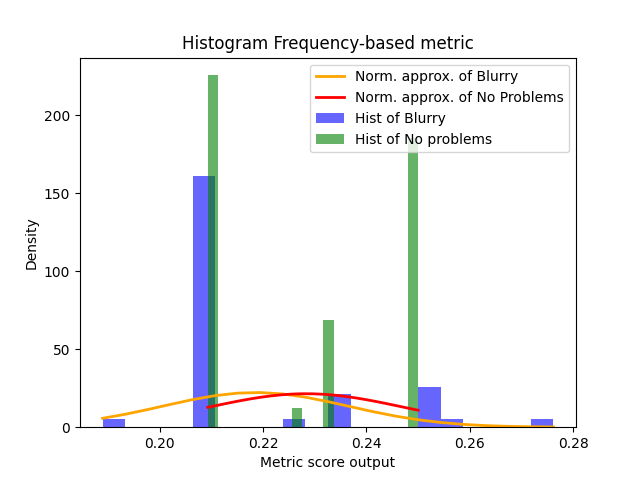 Histogram Frequency-based metric
Norm. approx. of Blurry
Norm. approx. of No Problems
Hist of Blurry
Hist of No problems
Density
200
150
100
50
0
0.20 0.22 0.24 0.26 0.28
Metric score output